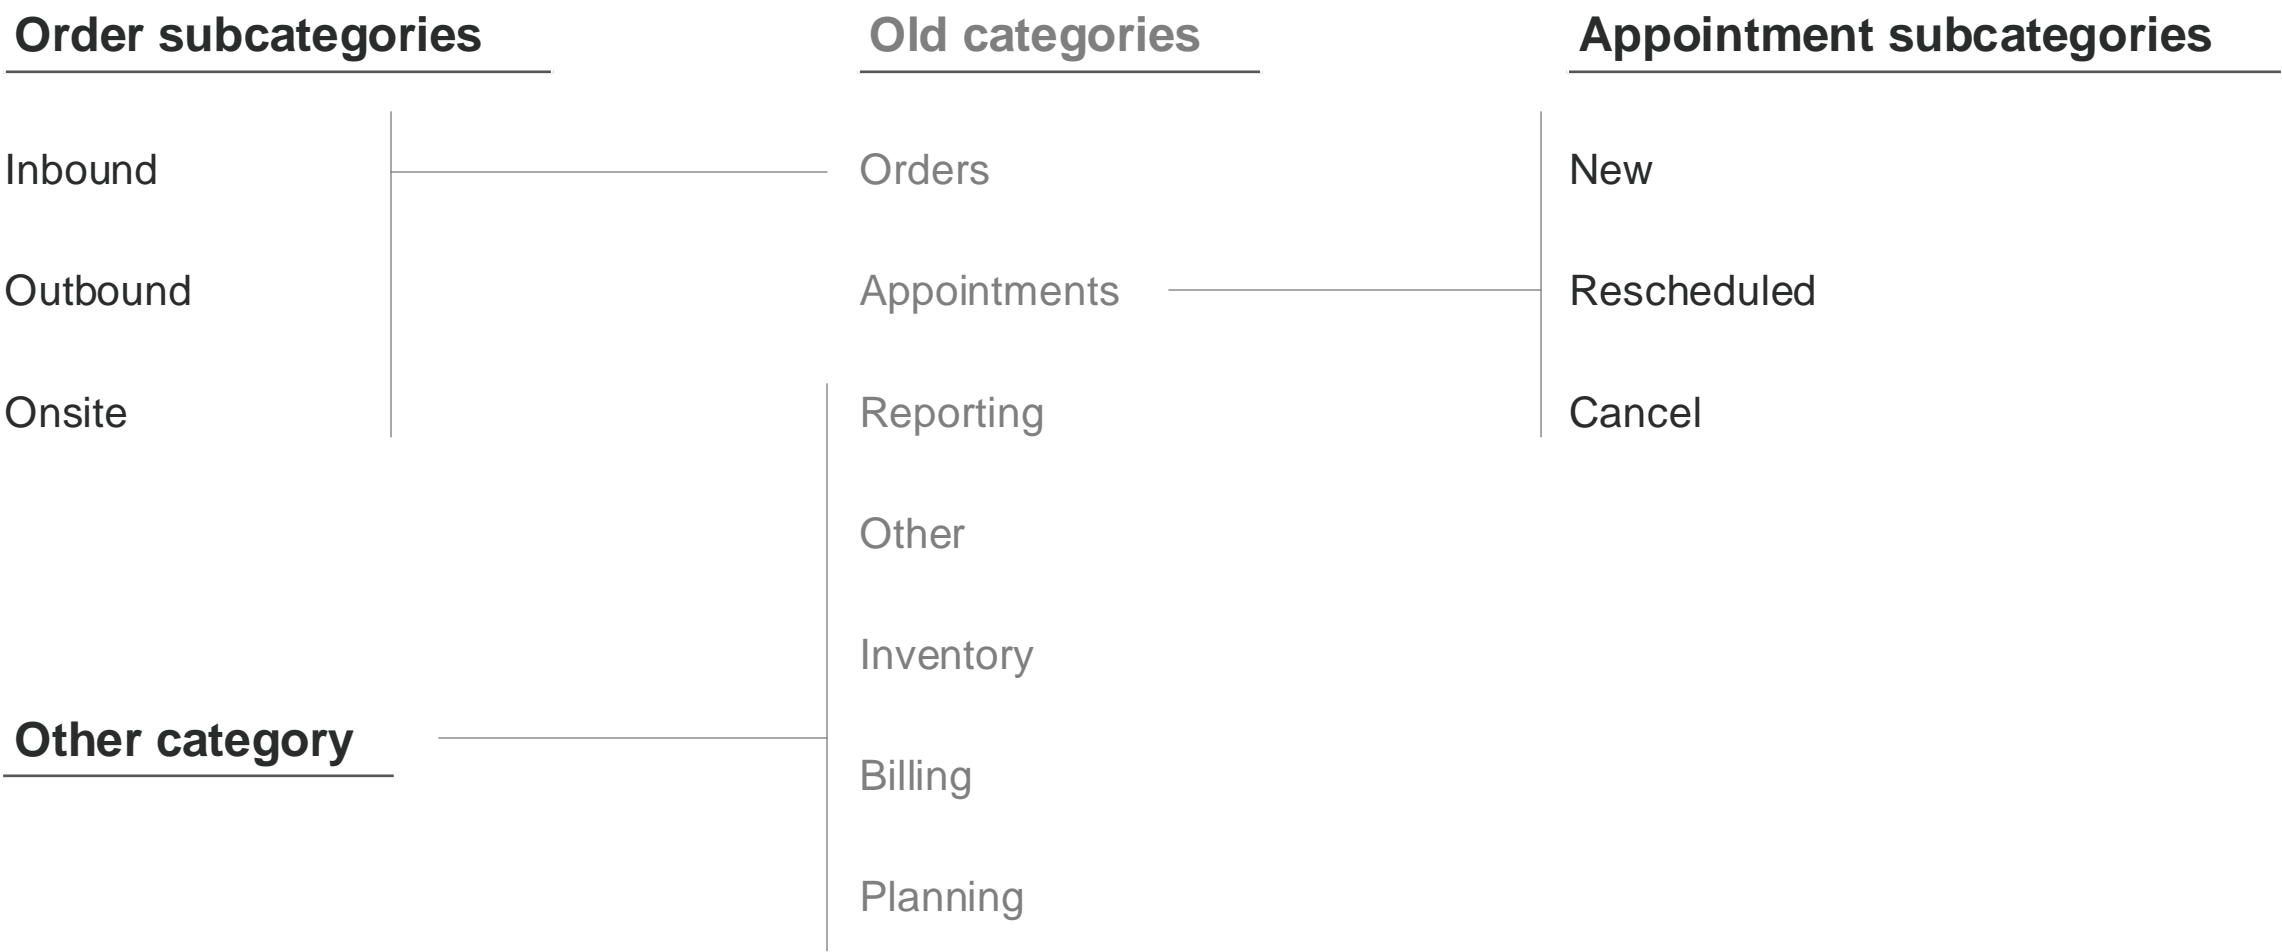 Order subcategories
Old categories
Appointment subcategories
Inbound
Orders
New
Outbound
Appointments
Rescheduled
Onsite
Reporting
Cancel
Other
Inventory
Other category
Billing
Planning